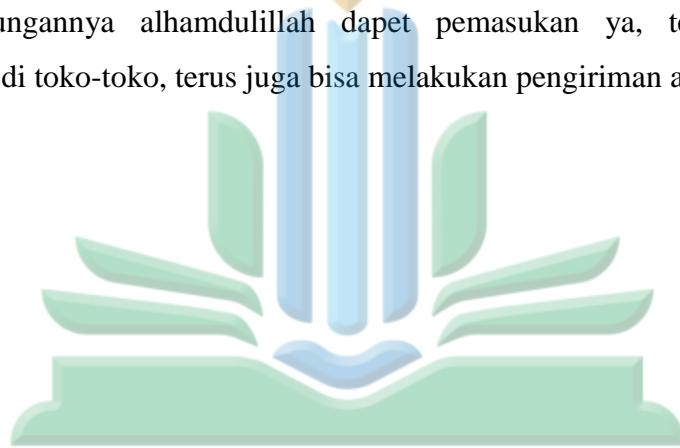 ungannya alhamdulillah dapet pemasukan ya, te
di toko-toko, terus juga bisa melakukan pengiriman a